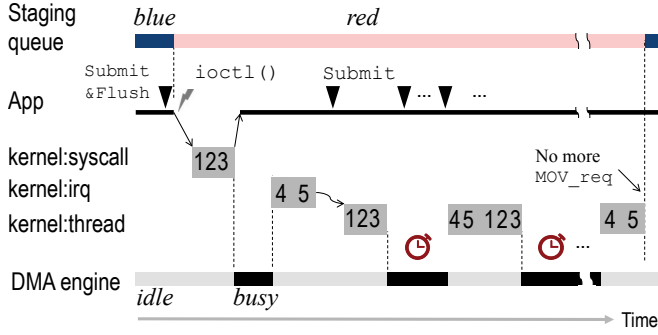 Staging
queue
blue
red
Submit
&Flush
ioctl()
Submit
... ...
App
kernel:syscall
123
kernel:irq
4 5
No more
MOV_req
kernel:thread
123
45 123
...
4 5
DMA engine
idle
busy
Time